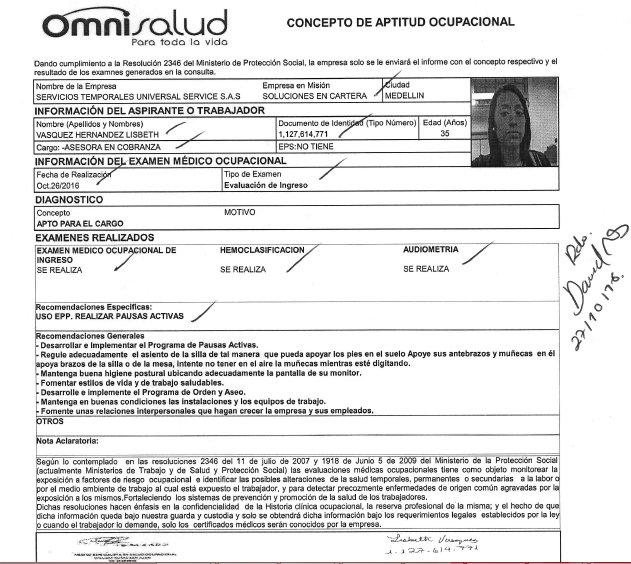 Omnisalud
Para toda la vida
CONCEPTO DE APTITUD OCUPACIONAL
Dando cumplimiento a la Resolución 2346 del Ministerio de Protección Social, la empresa solo se le enviará el informe con el concepto respectivo y el
resultado de los examnes generados en la consulta.
Nombre de la Empresa Empresa en Misión Ciudad
SERVICIOS TEMPORALES UNIVERSAL SERVICE S.A.S SOLUCIONES EN CARTERA MEDELLIN
INFORMACIÓN DEL ASPIRANTE O TRABAJADOR
Nombre (Apellidos y Nombres) Documento de Identidad (Tipo Número) Edad (Años)
VASQUEZ HERNANDEZ LISBETH 1,127,614,771 35
Cargo: -ASESORA EN COBRANZA EPS:NO TIENE
INFORMACIÓN DEL EXAMEN MÉDICO OCUPACIONAL
Fecha de Realización Tipo de Examen
Oct.26/2016 Evaluación de Ingreso
DIAGNOSTICO
Concepto MOTIVO
APTO PARA EL CARGO
EXAMENES REALIZADOS
EXAMEN MEDICO OCUPACIONAL DE HEMOCLASIFICACION AUDIOMETRIA
INGRESO
SE REALIZA SE REALIZA SE REALIZA
Rdo.
David
27/10/16.
Recomendaciones Especificas:
USO EPP. REALIZAR PAUSAS ACTIVAS
Recomendaciones Generales
- Desarrollar e Implementar el Programa de Pausas Activas.
- Regule adecuadamente el asiento de la silla de tal manera que pueda apoyar los pies en el suelo Apoye sus antebrazos y muñecas en él
apoya brazos de la silla o de la mesa, intente no tener en el aire la muñecas mientras esté digitando.
- Mantenga buena higiene postural ubicando adecuadamente la pantalla de su monitor.
- Fomentar estilos de vida y de trabajo saludables.
- Desarrolle e implemente el Programa de Orden y Aseo.
- Mantenga en buenas condiciones las instalaciones y los equipos de trabajo.
- Fomente unas relaciones interpersonales que hagan crecer la empresa y sus empleados.
OTROS
Nota Aclaratoria:
Según lo contemplado en las resoluciones 2346 del 11 de julio de 2007 y 1918 de Junio 5 de 2009 del Ministerio de la Protección Social
(actualmente Ministerios de Trabajo y de Salud y Protección Social) las evaluaciones médicas ocupacionales tiene como objeto monitorear la
exposición a factores de riesgo ocupacional e identificar las posibles alteraciones de la salud temporales, permanentes o secundarias a la labor o
por el medio ambiente de trabajo al cual está expuesto el trabajador, y para detectar precozmente enfermedades de origen común agravadas por la
exposición a los mismos.Fortaleciendo los sistemas de prevención y promoción de la salud de los trabajadores.
Dichas resoluciones hacen énfasis en la confidencialidad de la Historia clínica ocupacional, la reserva profesional de la misma; y el hecho de que
dicha información queda bajo nuestra guarda y custodia y solo se obtendrá dicha información bajo los requerimientos legales establecidos por la ley
o cuando el trabajador lo demande, solo los certificados médicos serán conocidos por la empresa.
Lisbeth Vasquez
1.127-614-771